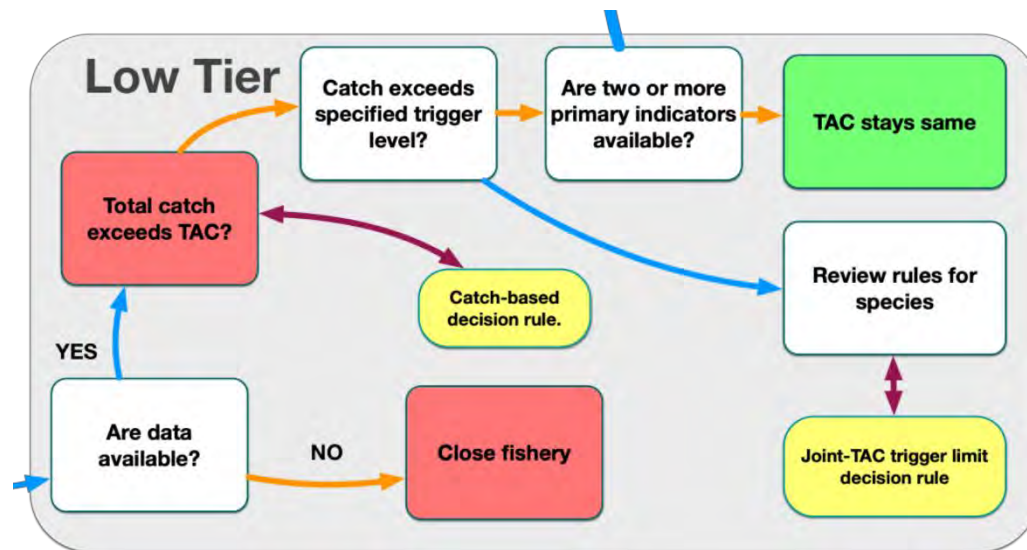 Low Tier
Catch exceeds
specified trigger
level?
Are two or more
primary indicators
available?
TAC stays same
Total catch
exceeds TAC?
Review rules for
species
Catch-based
decision rule.
YES
Are data
available?
NO
Close fishery
Joint-TAC trigger limit
decision rule